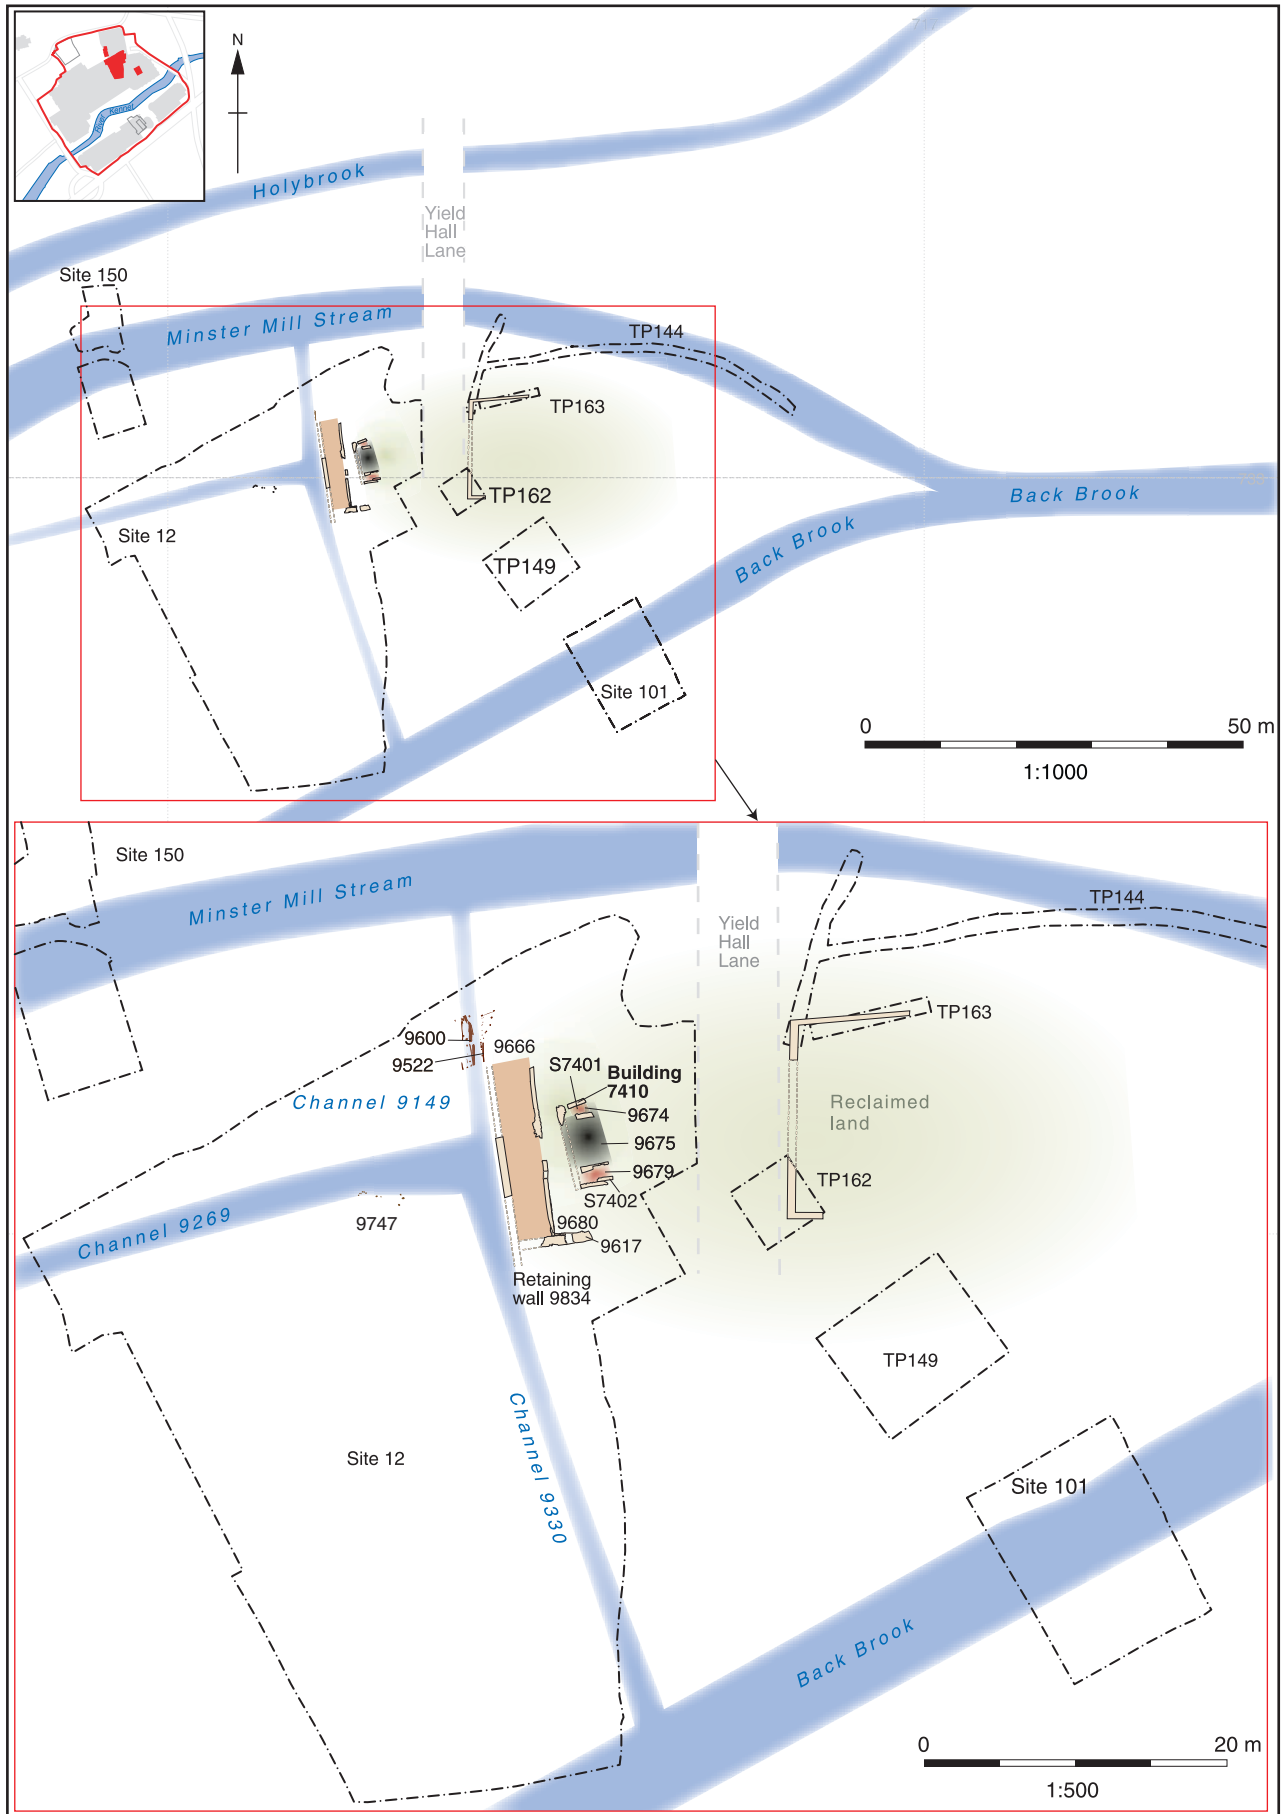 River Kennet
N
Holybrook
Yield
Hall
Lane
Site 150
Minster Mill Stream
TP144
TP163
TP162
Site 12
TP149
Back Brook
Back Brook
Site 101
0 50 m
1:1000
Site 150
Minster Mill Stream
TP144
Yield
Hall
Lane
TP163
9600
9666
9522
S7401
Building
7410
Channel 9149
9674
Reclaimed
land
9675
9679
TP162
S7402
9747
Channel 9269
9680
9617
Retaining
wall 9834
TP149
Channel 9330
Site 12
Site 101
Back Brook
0 20 m
1:500